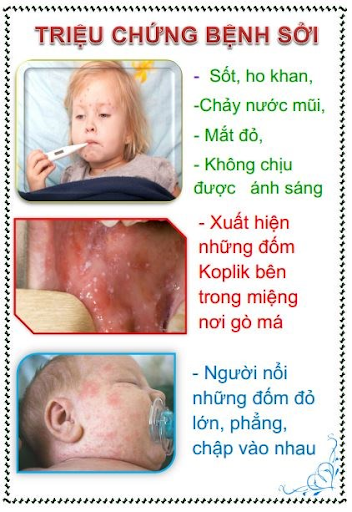 TRIỆU CHỨNG BỆNH SỞI
- Sốt, ho khan,
-Chảy nước mũi,
- Mắt đỏ,
- Không chịu
được ánh sáng
- Xuất hiện
những đốm
Koplik bên
trong miệng
nơi gò má
- Người nổi
những đốm đỏ
lớn, phẳng,
chập vào nhau